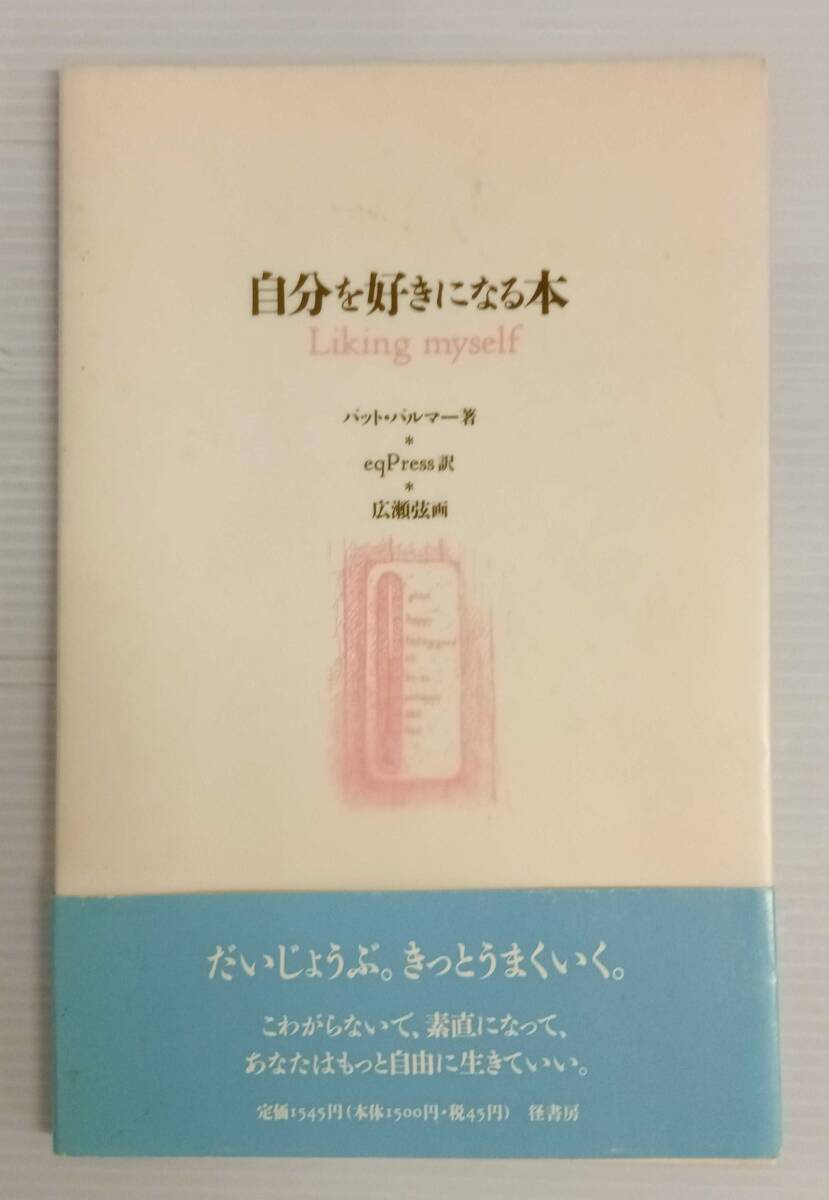 自分を好きになる本
Liking myself
パット・パルマー著
*
eqPress訳
*
広瀬弦画
だいじょうぶ。きっとうまくいく。
こわがらないで、素直になって、
あなたはもっと自由に生きていい。
定価1545円(本体1500円・税45円) 径書房